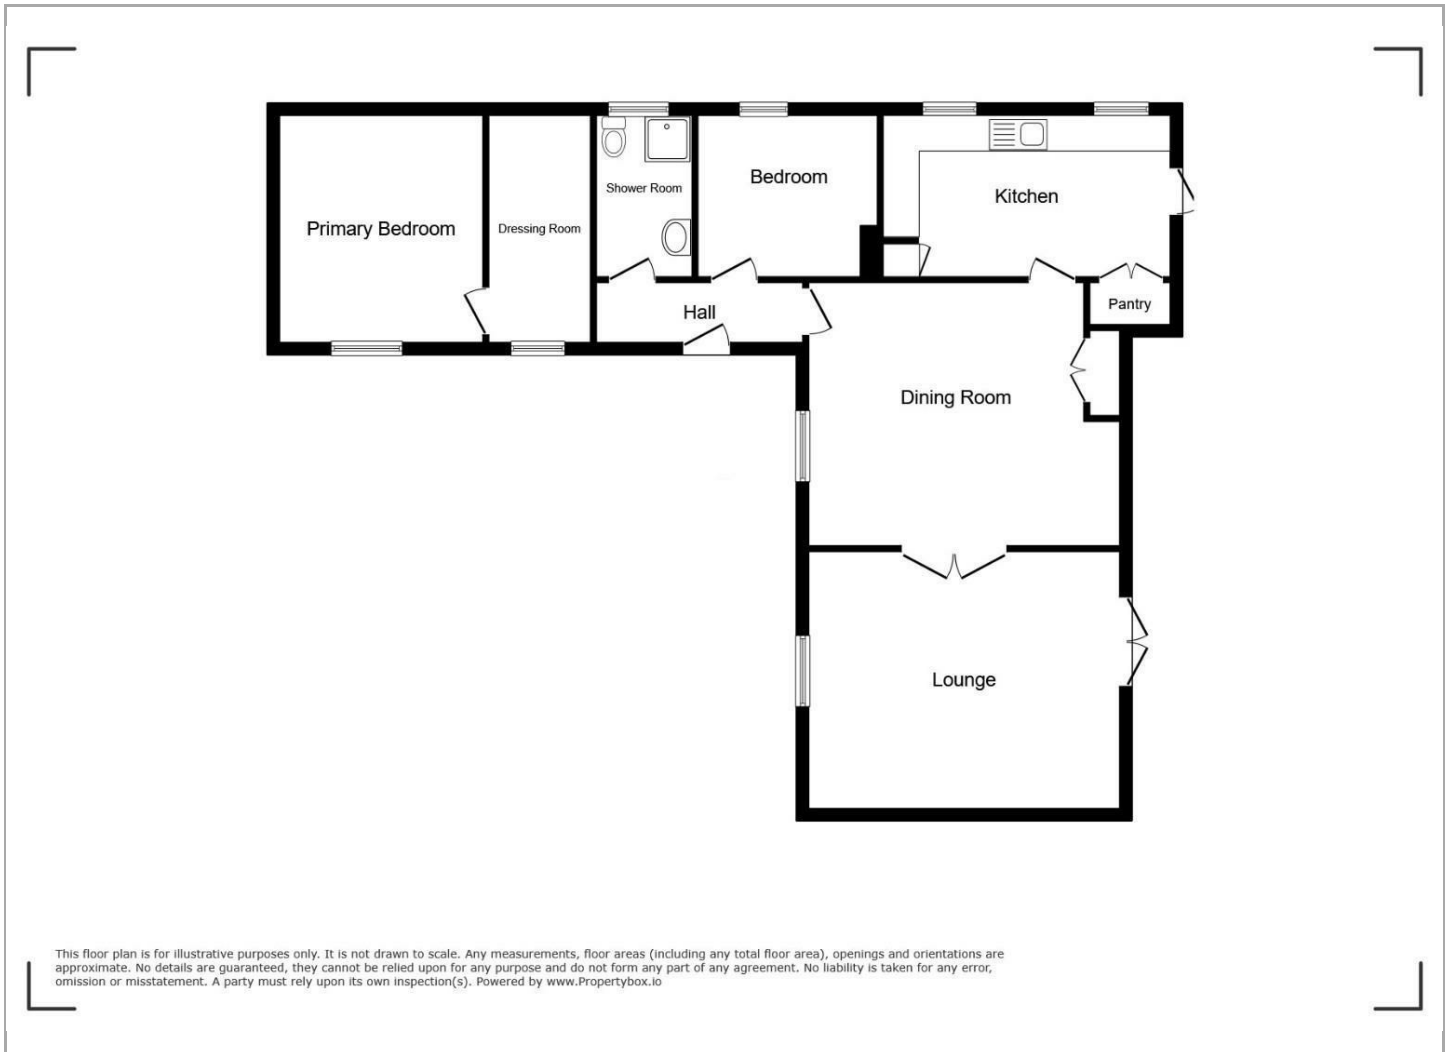 Primary Bedroom
Dressing Room
Shower Room
Bedroom
Kitchen
Hall
Pantry
Dining Room
Lounge
This floor plan is for illustrative purposes only. It is not drawn to scale. Any measurements, floor areas (including any total floor area), openings and orientations are
approximate. No details are guaranteed, they cannot be relied upon for any purpose and do not form any part of any agreement. No liability is taken for any error,
omission or misstatement. A party must rely upon its own inspection(s). Powered by www.Propertybox.io